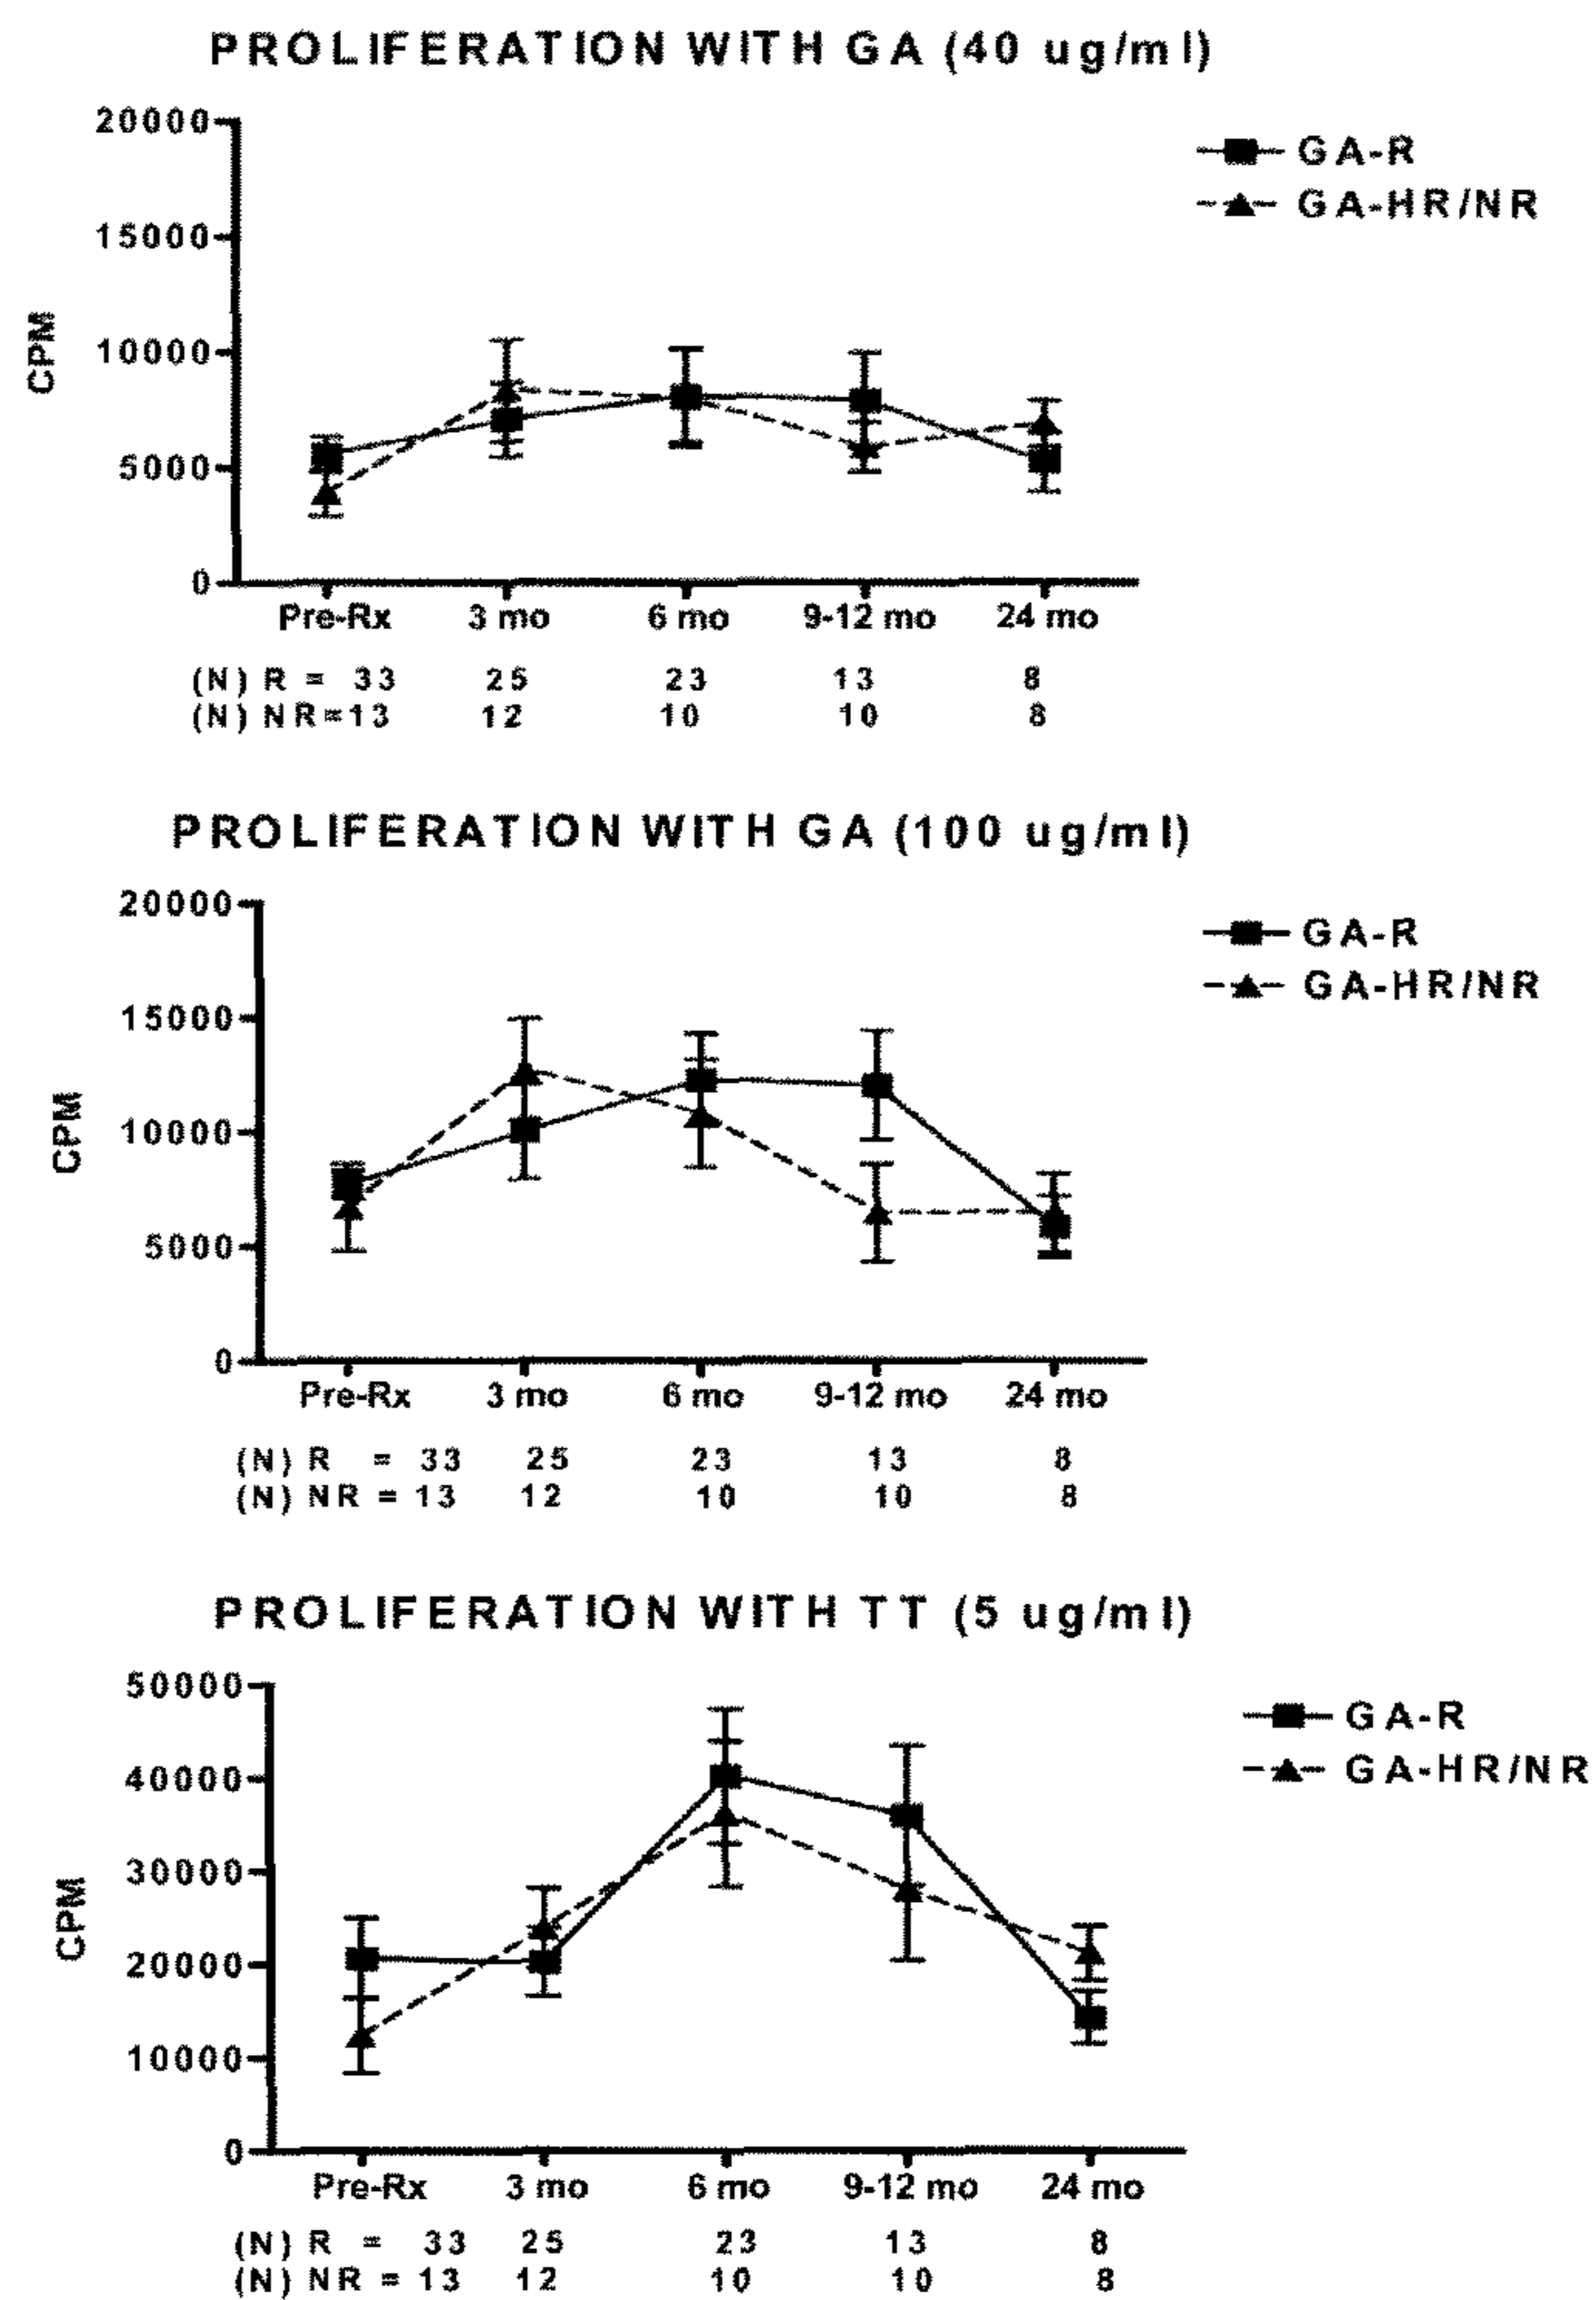 PROLIFERATION WITH GA (40 ug/ml)
20000
15000
10000
5000
0
CPM
GA-R
GA-HR/NR
Pre-Rx 3 mo 6 mo 9-12 mo 24 mo
(N) R = 33 25 23 13 8
(N) NR=13 12 10 10 8
PROLIFERATION WITH GA (100 ug/ml)
20000
15000
10000
5000
0
CPM
GA-R
GA-HR/NR
Pre-Rx 3 mo 6 mo 9-12 mo 24 mo
(N) R = 33 25 23 13 8
(N) NR = 13 12 10 10 8
PROLIFERATION WITH TT (5 ug/ml)
50000
40000
30000
20000
10000
0
CPM
GA-R
GA-HR/NR
Pre-Rx 3 mo 6 mo 9-12 mo 24 mo
(N) R = 33 25 23 13 8
(N) NR = 13 12 10 10 8